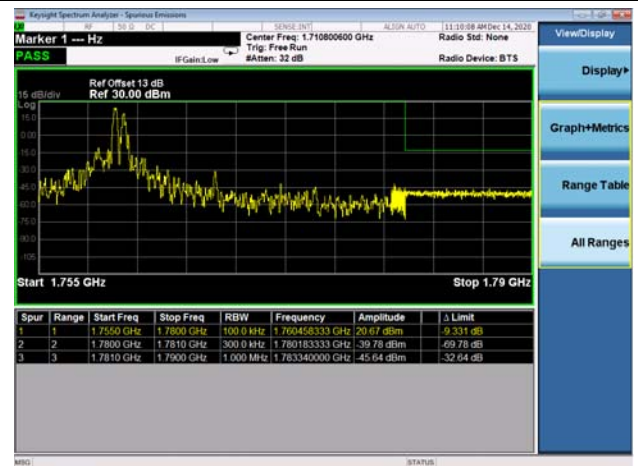 Keysight Spectrum Analyzer - Spurious Emissions
RF 50 Ω DC SENSE:INT ALIGN AUTO 11:10:08 AM Dec 14, 2020
Marker 1 --- Hz Center Freq: 1.710800600 GHz Radio Std: None
Trig: Free Run
PASS IFGain:Low #Atten: 32 dB Radio Device: BTS
Ref Offset 13 dB
15 dB/div Ref 30.00 dBm
Log
15.0
0.00
-15.0
-30.0
-45.0
-60.0
-75.0
-90.0
-105
Start 1.755 GHz Stop 1.79 GHz
Spur Range Start Freq Stop Freq RBW Frequency Amplitude Δ Limit
1 1 1.7550 GHz 1.7800 GHz 100.0 kHz 1.760458333 GHz 20.67 dBm -9.331 dB
2 2 1.7800 GHz 1.7810 GHz 300.0 kHz 1.780183333 GHz -39.78 dBm -69.78 dB
3 3 1.7810 GHz 1.7900 GHz 1.000 MHz 1.783340000 GHz -45.64 dBm -32.64 dB
MSG STATUS
View/Display
Display
Graph+Metrics
Range Table
All Ranges